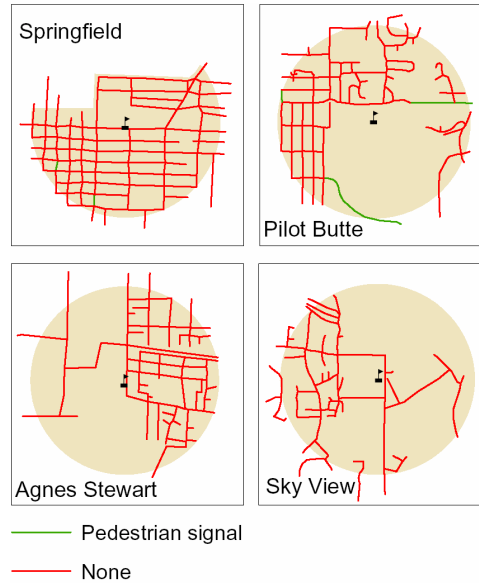 Springfield
Pilot Butte
Agnes Stewart
Sky View
Pedestrian signal
None